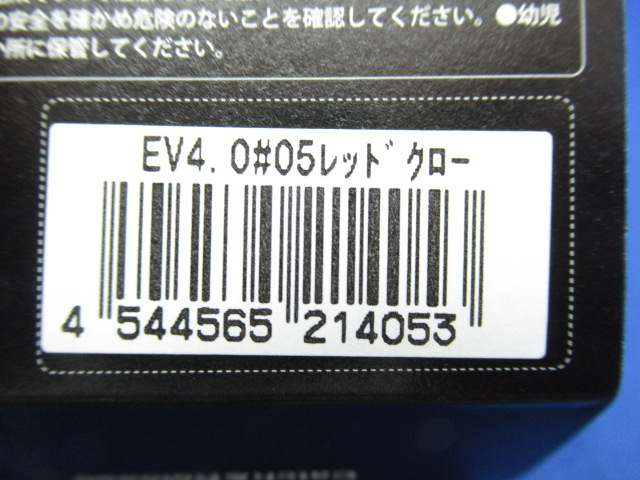 の安全を確かめ危険のないことを確認してください。●幼児
い所に保管してください。
EV4.0#05ﾚｯﾄﾞｸﾛｰ
4 544565 214053